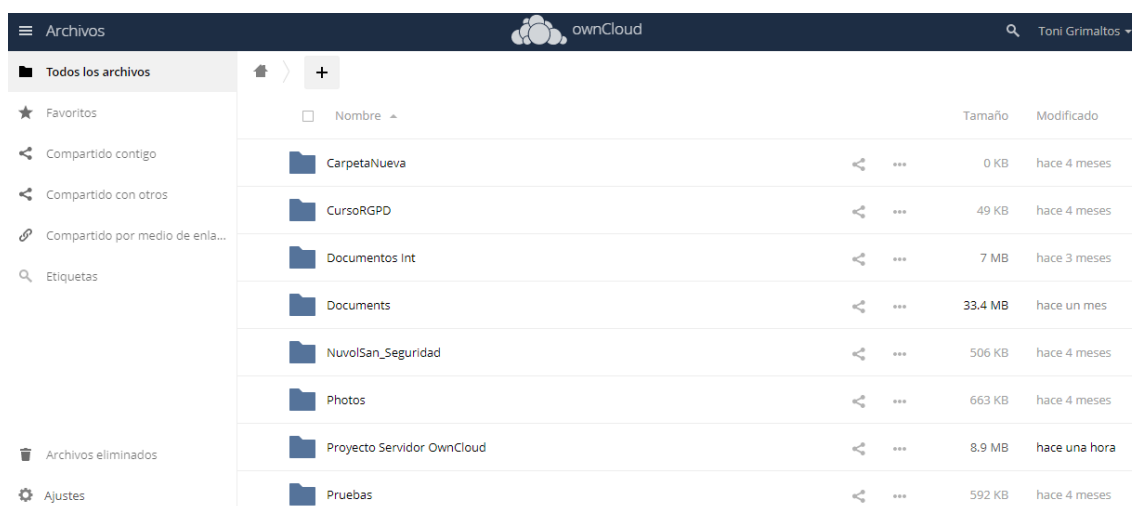 Archivos
ownCloud
Toni Grimaltos
Todos los archivos
Favoritos
Compartido contigo
Compartido con otros
Compartido por medio de enla...
Etiquetas
Archivos eliminados
Ajustes
+
Nombre Tamaño Modificado
CarpetaNueva 0 KB hace 4 meses
CursoRGPD 49 KB hace 4 meses
Documentos Int 7 MB hace 3 meses
Documents 33.4 MB hace un mes
NuvolSan_Seguridad 506 KB hace 4 meses
Photos 663 KB hace 4 meses
Proyecto Servidor OwnCloud 8.9 MB hace una hora
Pruebas 592 KB hace 4 meses